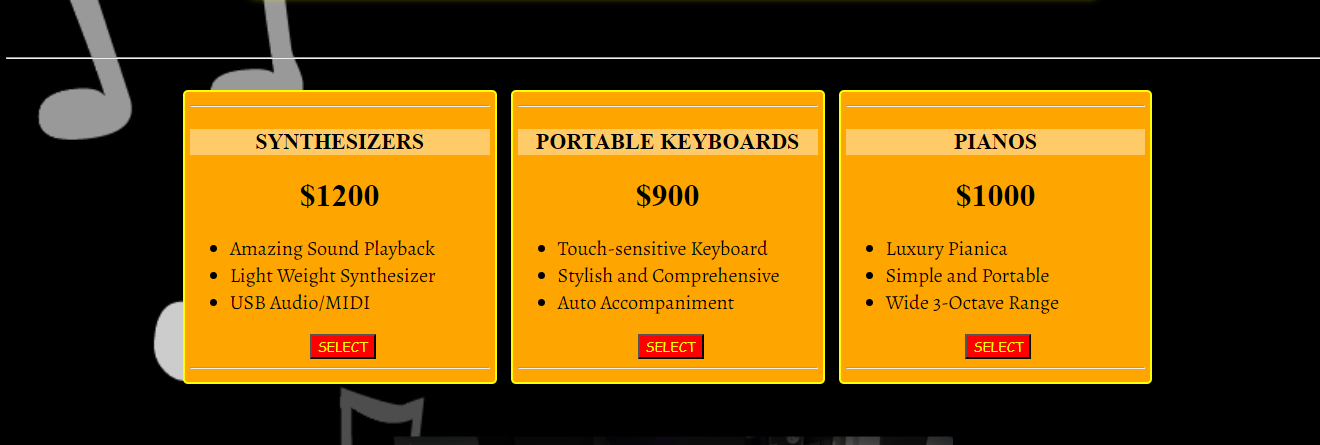 SYNTHESIZERS
$1200
Amazing Sound Playback
Light Weight Synthesizer
USB Audio/MIDI
SELECT
PORTABLE KEYBOARDS
$900
Touch-sensitive Keyboard
Stylish and Comprehensive
Auto Accompaniment
SELECT
PIANOS
$1000
Luxury Pianica
Simple and Portable
Wide 3-Octave Range
SELECT